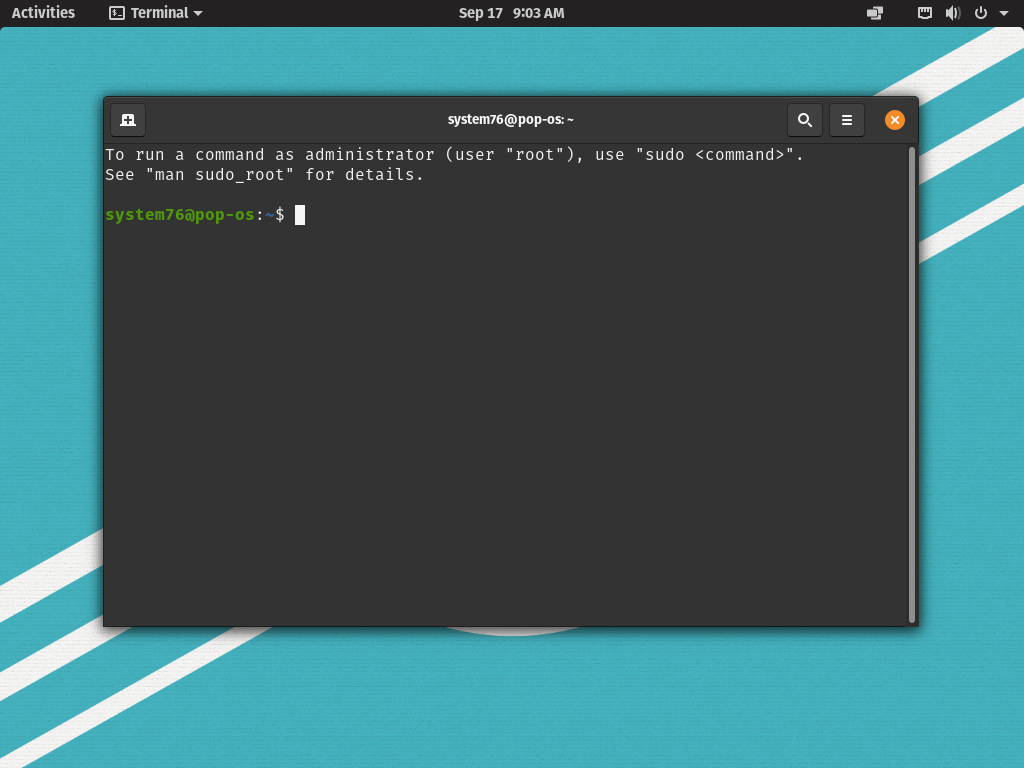 Activities
Terminal
Sep 17 9:03 AM
system76@pop-os: ~
To run a command as administrator (user "root"), use "sudo <command>".
See "man sudo_root" for details.
system76@pop-os:~$